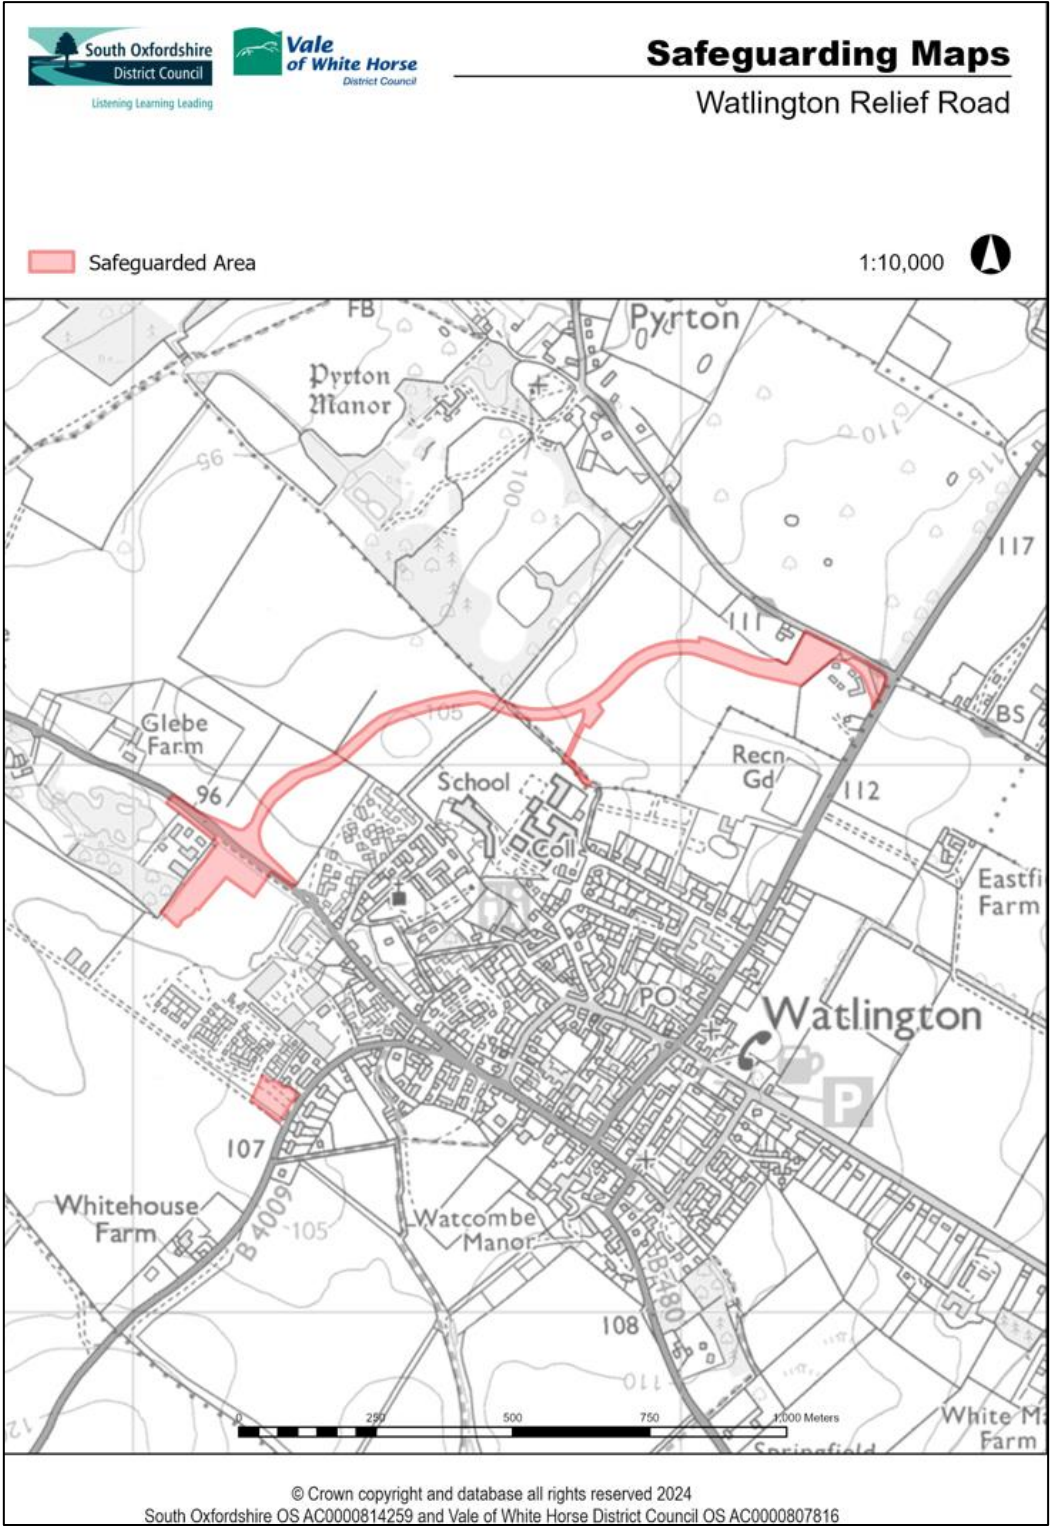 South Oxfordshire
District Council
Listening Learning Leading
Vale
of White Horse
District Council
Safeguarding Maps
Watlington Relief Road
Safeguarded Area
1:10,000
FB
Pyrton
Pyrton
Manor
95
100
110
115
117
111
BS
Glebe
Farm
105
96
School
Recn
Gd
112
Coll
Eastfi
Farm
PO
Watlington
P
107
Whitehouse
Farm
B 4009
105
Watcombe
Manor
B 480
108
110
0
250
500
750
1,000 Meters
White Ma
Farm
Springfield
© Crown copyright and database all rights reserved 2024
South Oxfordshire OS AC0000814259 and Vale of White Horse District Council OS AC0000807816